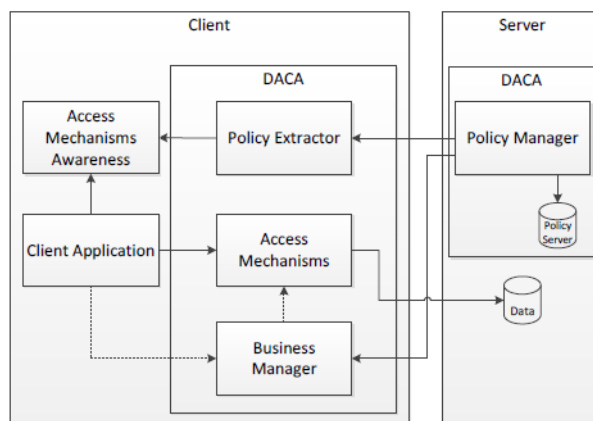 Client
Server
DACA
DACA
Access
Mechanisms
Awareness
Policy Extractor
Policy Manager
Policy
Server
Client Application
Access
Mechanisms
Data
Business
Manager